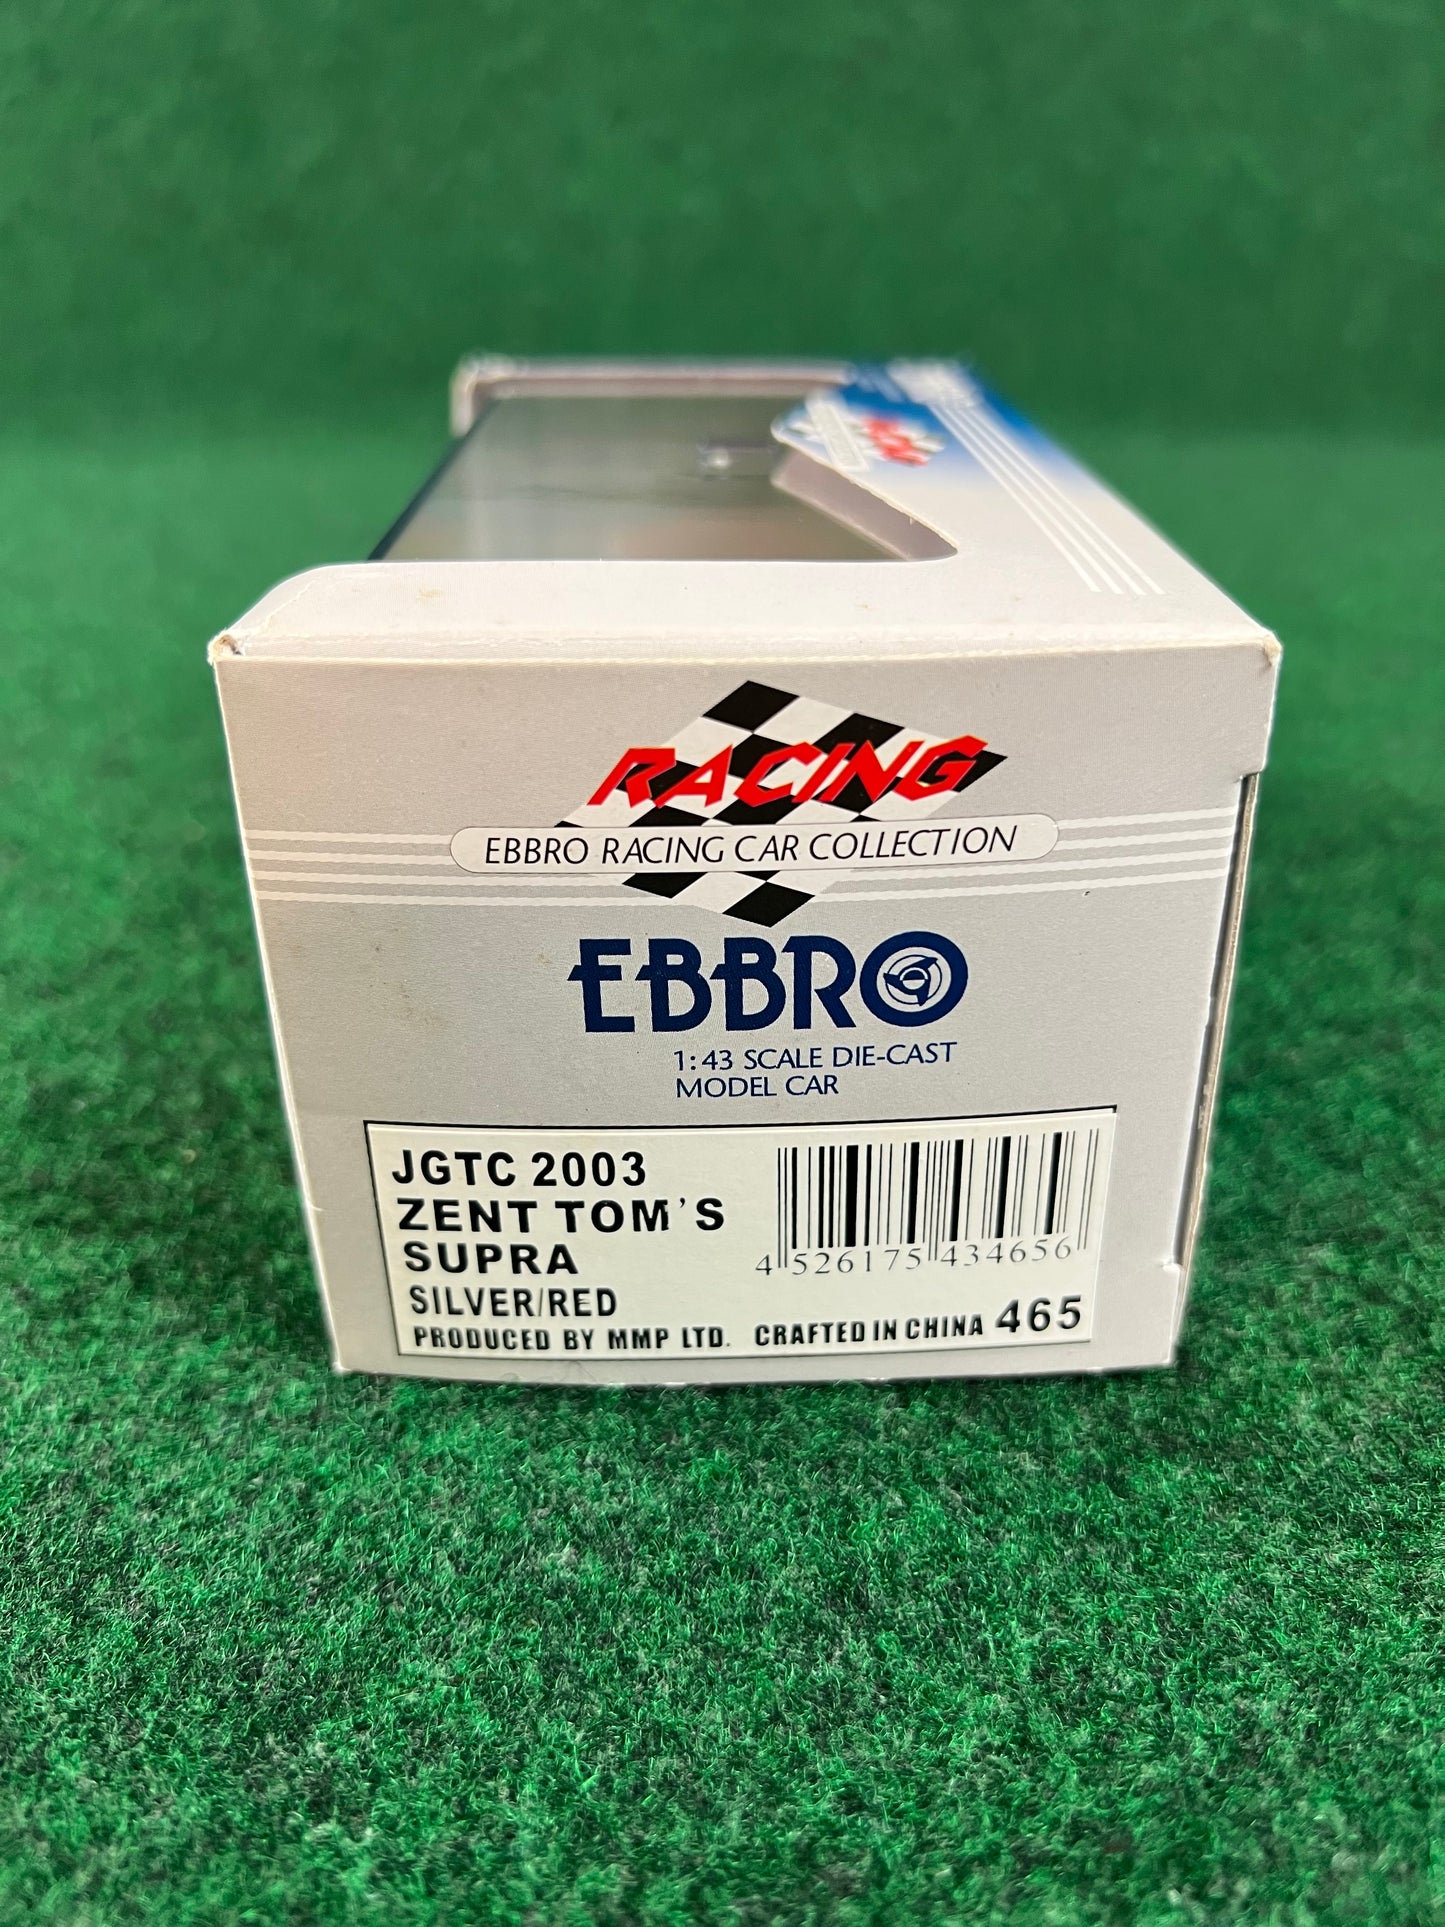 RACING
EBBRO RACING CAR COLLECTION
EBBRO
1:43 SCALE DIE-CAST
MODEL CAR
JGTC 2003
ZENT TOM'S
SUPRA
SILVER/RED
4 526175 434656
PRODUCED BY MMP LTD. CRAFTED IN CHINA 465